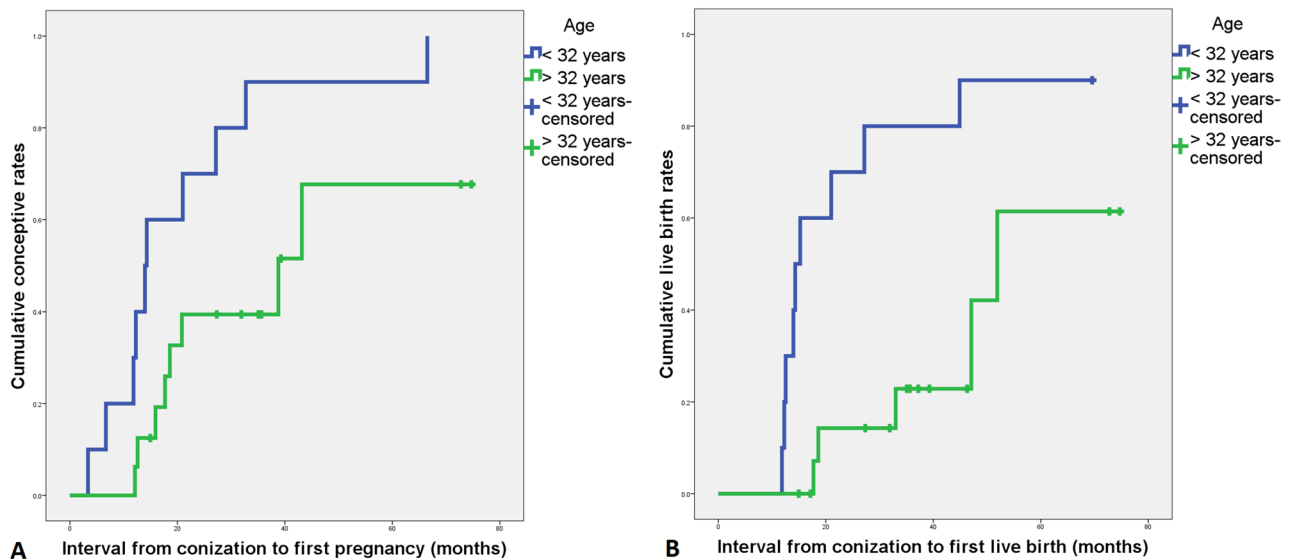 Age
< 32 years
> 32 years
< 32 years-
censored
> 32 years-
censored
1.0
0.8
0.6
0.4
0.2
0.0
0 20 40 60 80
Cumulative conceptive rates
Interval from conization to first pregnancy (months)
A
Age
< 32 years
> 32 years
< 32 years-
censored
> 32 years-
censored
1.0
0.8
0.6
0.4
0.2
0.0
0 20 40 60 80
Cumulative live birth rates
Interval from conization to first live birth (months)
B